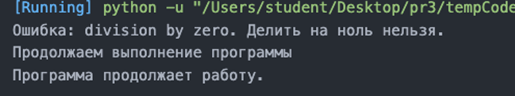 [Running] python -u "/Users/student/Desktop/pr3/tempCode
Ошибка: division by zero. Делить на ноль нельзя.
Продолжаем выполнение программы
Программа продолжает работу.